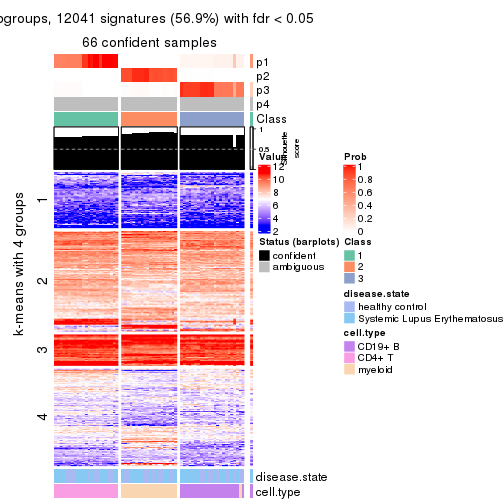 ogroups, 12041 signatures (56.9%) with fdr < 0.05
66 confident samples
p1
p2
p3
p4
Class
1
0.5
Silhouette
score
k-means with 4 groups
1
2
3
4
Value
12
10
8
6
4
2
Prob
1
0.8
0.6
0.4
0.2
0
Status (barplots)
confident
ambiguous
Class
1
2
3
disease.state
healthy control
Systemic Lupus Erythematosus
cell.type
CD19+ B
CD4+ T
myeloid
disease.state
cell.type